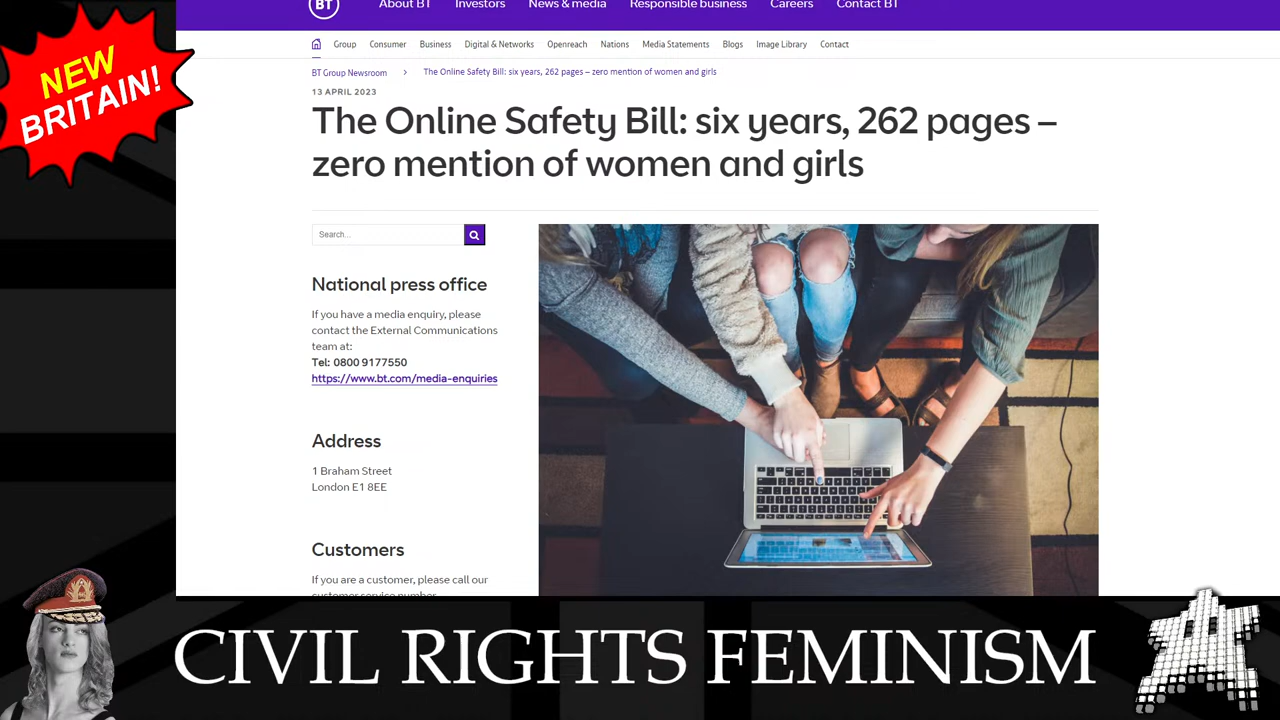 NEW
BRITAIN!
BT
About BT
Investors
News & media
Responsible business
Careers
Contact BT
Group
Consumer
Business
Digital & Networks
Openreach
Nations
Media Statements
Blogs
Image Library
Contact
BT Group Newsroom
The Online Safety Bill: six years, 262 pages – zero mention of women and girls
13 APRIL 2023
The Online Safety Bill: six years, 262 pages –
zero mention of women and girls
Search...
National press office
If you have a media enquiry, please
contact the External Communications
team at:
Tel: 0800 9177550
https://www.bt.com/media-enquiries
Address
1 Braham Street
London E1 8EE
Customers
If you are a customer, please call our
customer service number
CIVIL RIGHTS FEMINISM